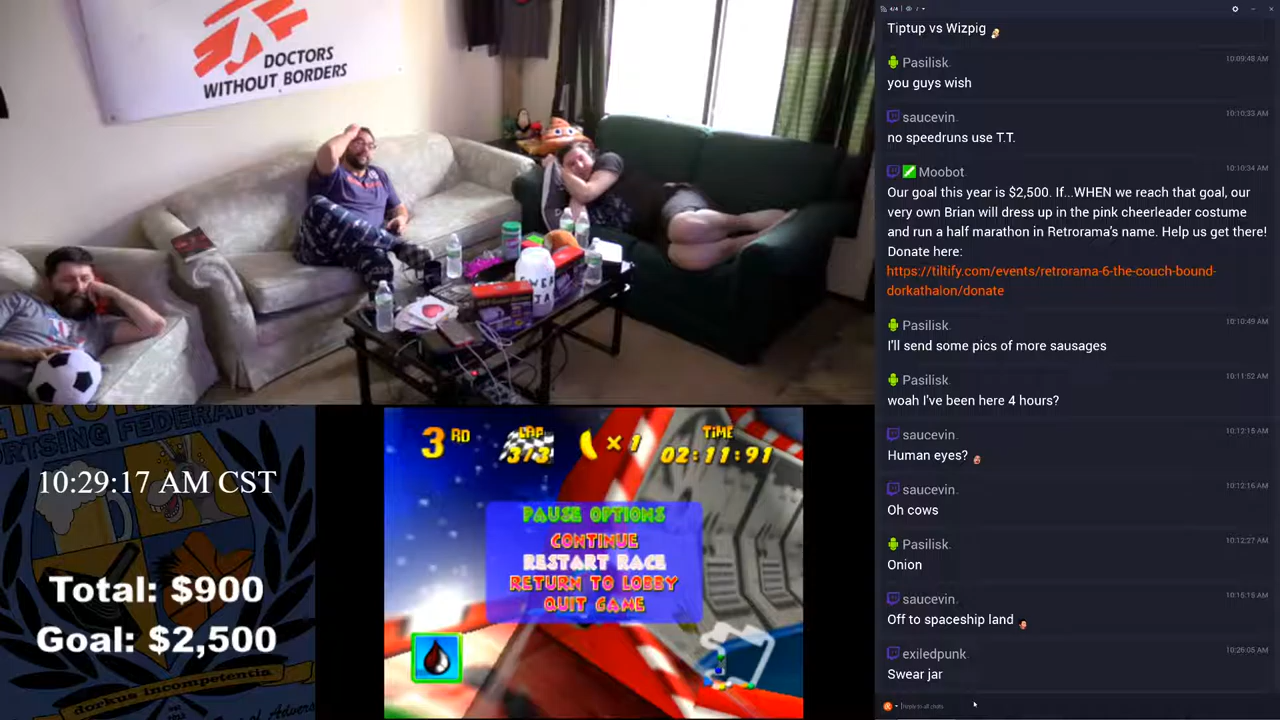 DOCTORS
WITHOUT BORDERS
10:29:17 AM CST
Total: $900
Goal: $2,500
dorkus incompetentia
3 RD
LAP
3/3
× 1
TIME
02:11:91
PAUSE OPTIONS
CONTINUE
RESTART RACE
RETURN TO LOBBY
QUIT GAME
4/4
Tiptup vs Wizpig
Pasilisk. 10:09:48 AM
you guys wish
saucevin. 10:10:33 AM
no speedruns use T.T.
Moobot. 10:10:34 AM
Our goal this year is $2,500. If...WHEN we reach that goal, our
very own Brian will dress up in the pink cheerleader costume
and run a half marathon in Retrorama's name. Help us get there!
Donate here:
https://tiltify.com/events/retrorama-6-the-couch-bound-
dorkathalon/donate
Pasilisk. 10:10:49 AM
I'll send some pics of more sausages
Pasilisk. 10:11:52 AM
woah I've been here 4 hours?
saucevin. 10:12:15 AM
Human eyes?
saucevin. 10:12:16 AM
Oh cows
Pasilisk. 10:12:27 AM
Onion
saucevin. 10:16:15 AM
Off to spaceship land
exiledpunk. 10:26:05 AM
Swear jar